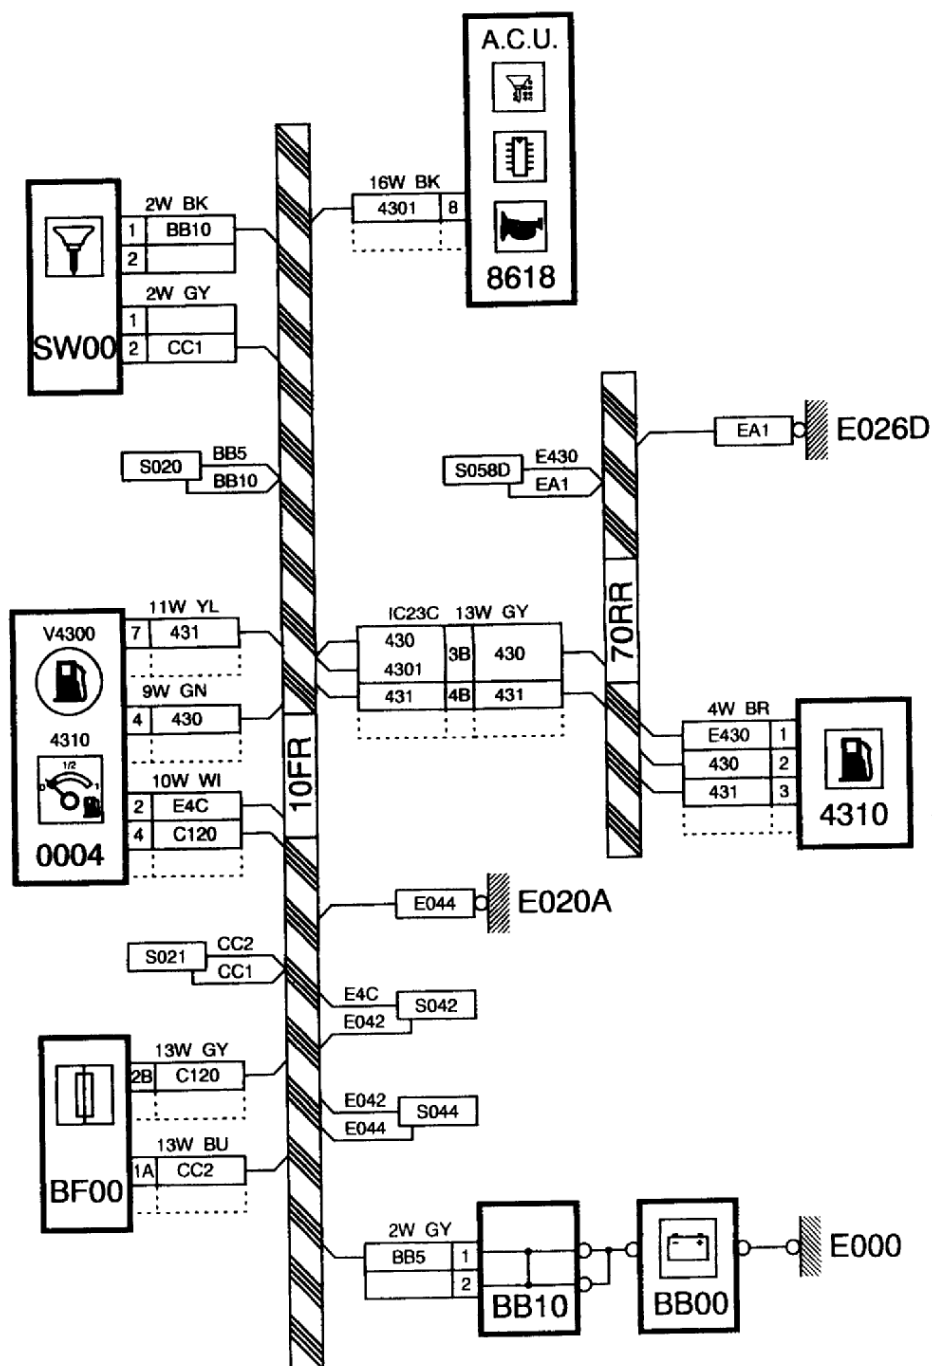 A.C.U.
16W BK
4301 8
8618
2W BK
1 BB10
2
2W GY
1
2 CC1
SW00
EA1 E026D
S020 BB5
BB10
S058D E430
EA1
11W YL
V4300 7 431
9W GN
4 430
4310
1/2
0 1
10W WI
2 E4C
4 C120
0004
IC23C 13W GY
430
4301 3B 430
431 4B 431
70RR
10FR
4W BR
E430 1
430 2
431 3
4310
E044 E020A
S021 CC2
CC1
E4C S042
E042
13W GY
2B C120
E042 S044
E044
13W BU
1A CC2
BF00
2W GY
BB5 1
2
BB10
BB00
E000